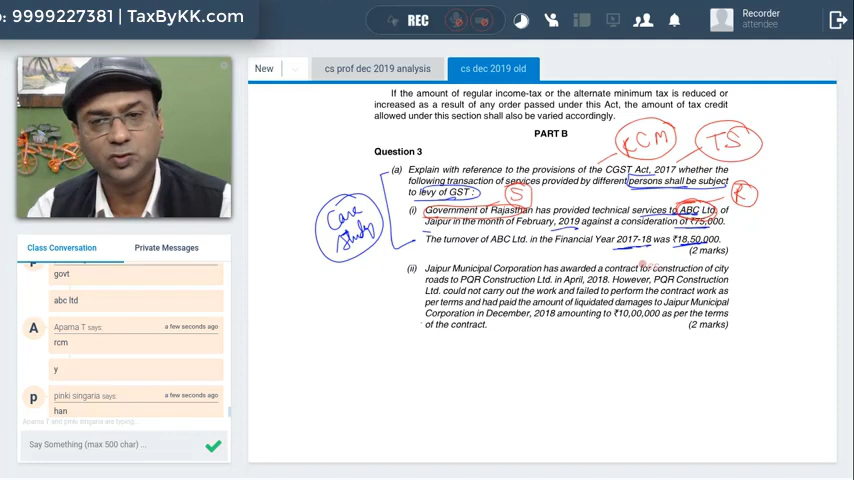 : 9999227381 | TaxByKK.com
REC
Recorder
attendee
New
cs prof dec 2019 analysis
cs dec 2019 old
If the amount of regular income-tax or the alternate minimum tax is reduced or
increased as a result of any order passed under this Act, the amount of tax credit
allowed under this section shall also be varied accordingly.
PART B
RCM
TS
Question 3
(a) Explain with reference to the provisions of the CGST Act, 2017 whether the
following transaction of services provided by different persons shall be subject
to levy of GST :
S
R
Case
Study
(i) Government of Rajasthan has provided technical services to ABC Ltd. of
Jaipur in the month of February, 2019 against a consideration of ₹75,000.
The turnover of ABC Ltd. in the Financial Year 2017-18 was ₹18,50,000.
(2 marks)
(ii) Jaipur Municipal Corporation has awarded a contract for construction of city
roads to PQR Construction Ltd. in April, 2018. However, PQR Construction
Ltd. could not carry out the work and failed to perform the contract work as
per terms and had paid the amount of liquidated damages to Jaipur Municipal
Corporation in December, 2018 amounting to ₹10,00,000 as per the terms
of the contract. (2 marks)
Class Conversation
Private Messages
govt
abc ltd
A
Apama T says:
a few seconds ago
rcm
y
p
pinki singaria says:
a few seconds ago
han
Apama T and pinki singaria are typing...
Say Something (max 500 char) ...